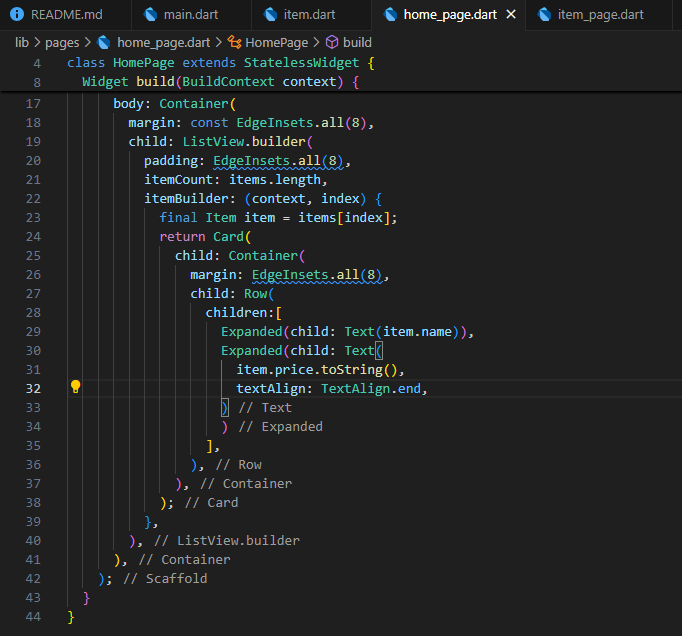 README.md main.dart item.dart home_page.dart item_page.dart
lib > pages > home_page.dart > HomePage > build
4 class HomePage extends StatelessWidget {
8 Widget build(BuildContext context) {
17 body: Container(
18 margin: const EdgeInsets.all(8),
19 child: ListView.builder(
20 padding: EdgeInsets.all(8),
21 itemCount: items.length,
22 itemBuilder: (context, index) {
23 final Item item = items[index];
24 return Card(
25 child: Container(
26 margin: EdgeInsets.all(8),
27 child: Row(
28 children:[
29 Expanded(child: Text(item.name)),
30 Expanded(child: Text(
31 item.price.toString(),
32 textAlign: TextAlign.end,
33 ) // Text
34 ) // Expanded
35 ],
36 ), // Row
37 ), // Container
38 ); // Card
39 },
40 ), // ListView.builder
41 ), // Container
42 ); // Scaffold
43 }
44 }